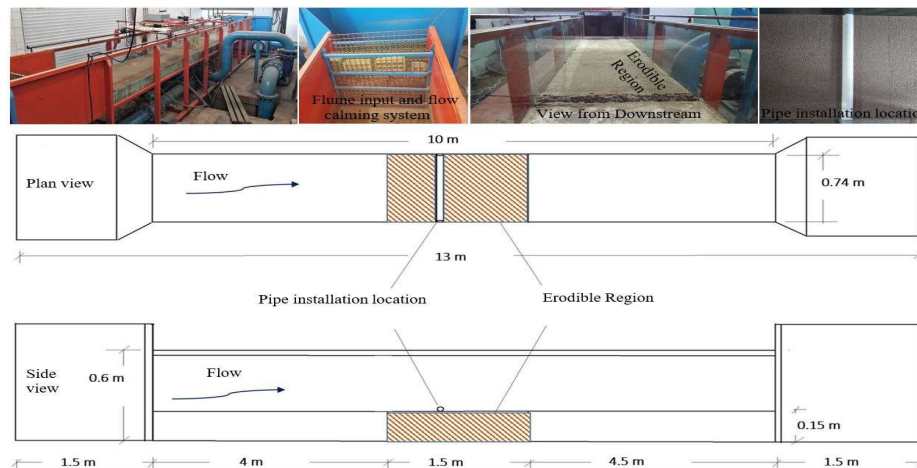 Flume input and flow
calming system
Erodible
Region
View from Downstream
Pipe installation location
10 m
Plan view
Flow
0.74 m
13 m
Pipe installation location
Erodible Region
Side
view
0.6 m
Flow
0.15 m
1.5 m
4 m
1.5 m
4.5 m
1.5 m